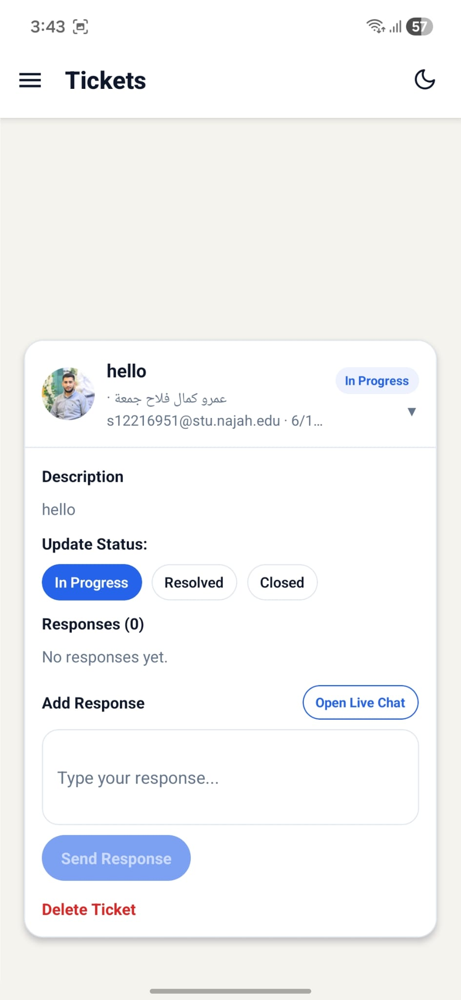 3:43
57
Tickets
hello
In Progress
عمرو كمال فلاح جمعة ·
s12216951@stu.najah.edu · 6/1...
Description
hello
Update Status:
In Progress
Resolved
Closed
Responses (0)
No responses yet.
Add Response
Open Live Chat
Type your response...
Send Response
Delete Ticket